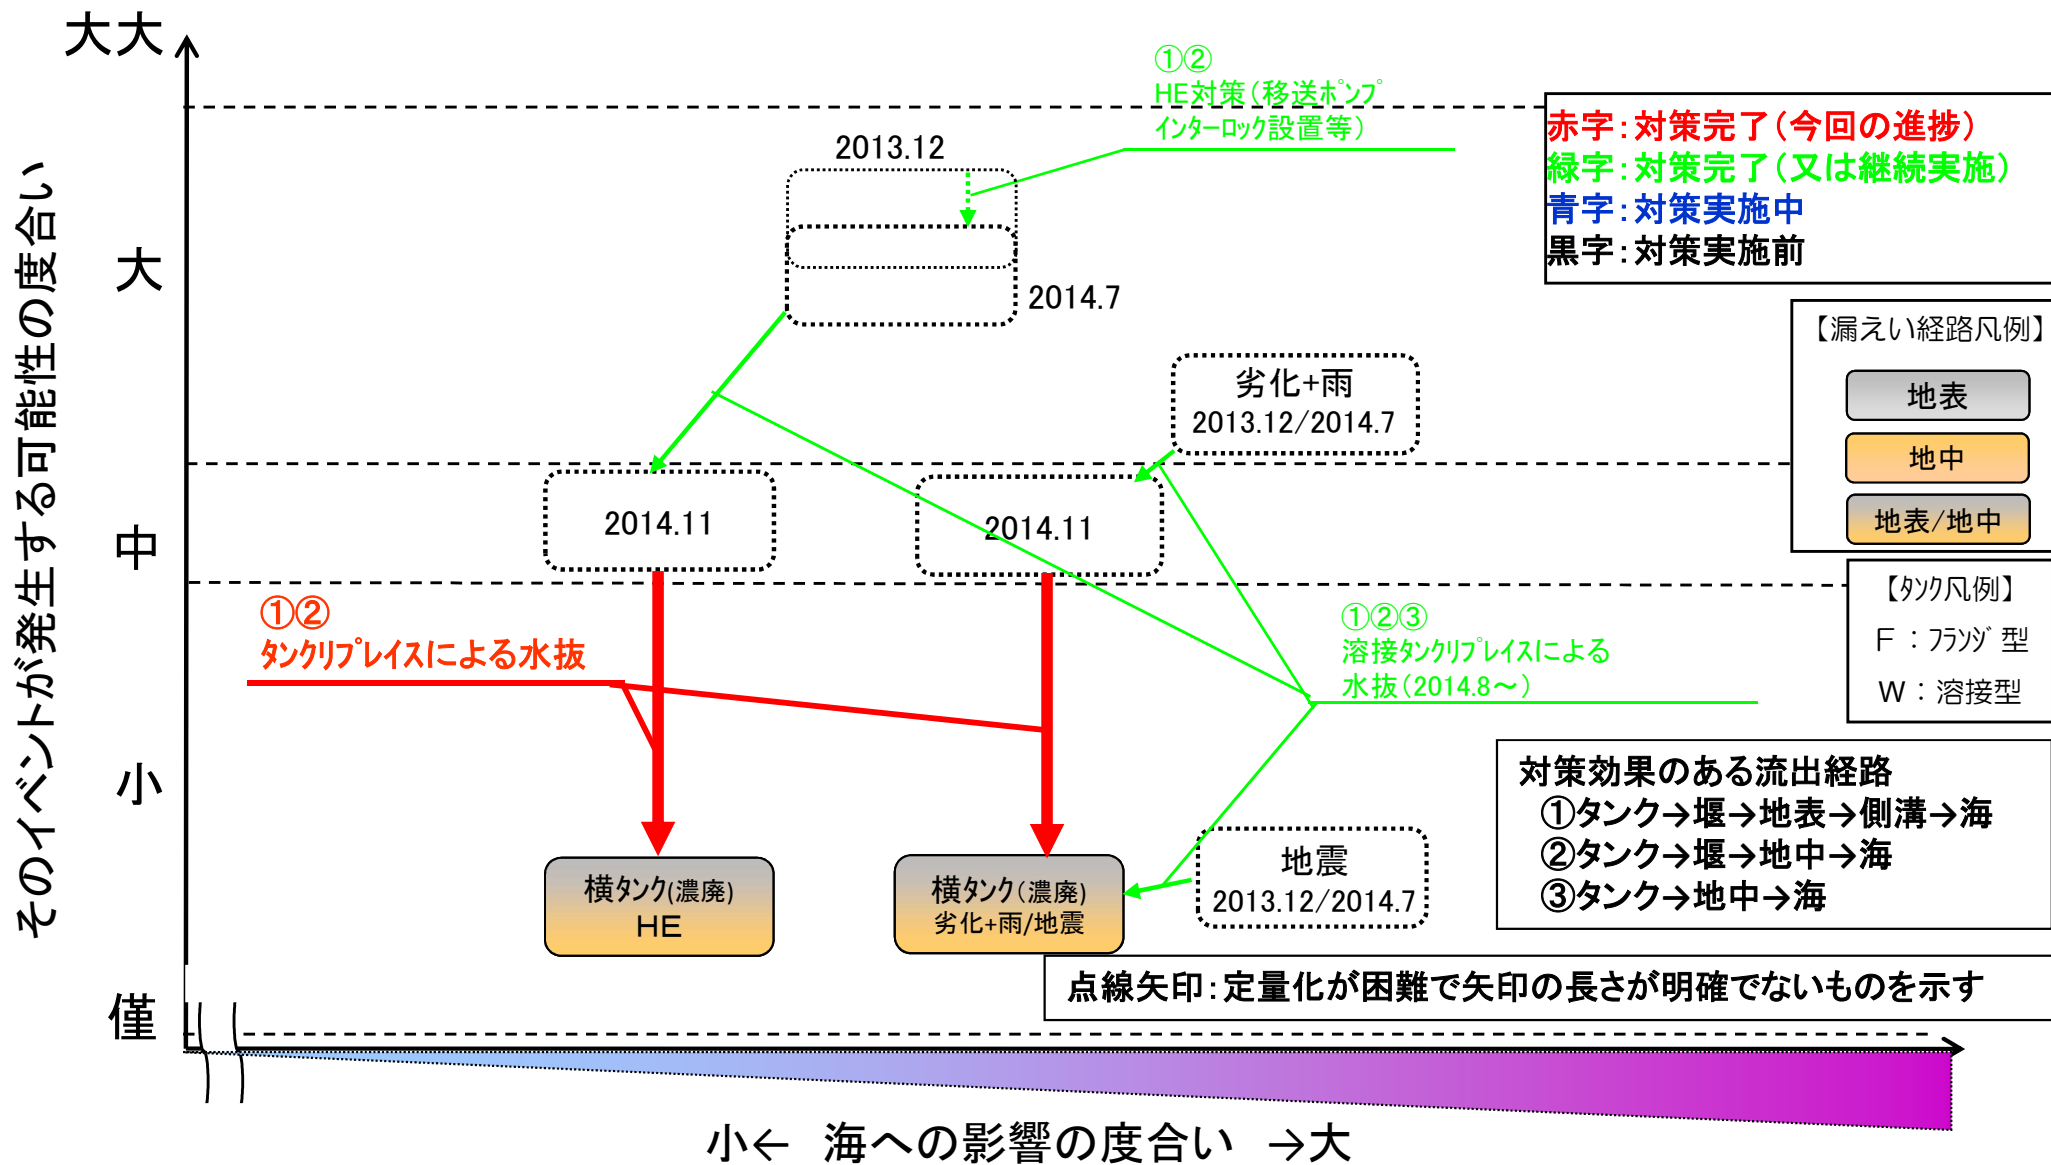 大大
大
中
小
僅
そのイベントが発生する可能性の度合い
①②
HE対策（移送ﾎﾟﾝﾌﾟ
ｲﾝﾀｰﾛｯｸ設置等）
2013.12
2014.7
劣化+雨
2013.12/2014.7
2014.11
2014.11
①②
ﾀﾝｸﾘﾌﾟﾚｲｽによる水抜
①②③
溶接ﾀﾝｸﾘﾌﾟﾚｲｽによる
水抜（2014.8～）
横ﾀﾝｸ(濃廃)
HE
横ﾀﾝｸ（濃廃)
劣化+雨/地震
地震
2013.12/2014.7
赤字：対策完了（今回の進捗）
緑字：対策完了（又は継続実施）
青字：対策実施中
黒字：対策実施前
【漏えい経路凡例】
地表
地中
地表/地中
【ﾀﾝｸ凡例】
Ｆ：ﾌﾗﾝｼﾞ型
Ｗ：溶接型
対策効果のある流出経路
①タンク→堰→地表→側溝→海
②タンク→堰→地中→海
③タンク→地中→海
点線矢印：定量化が困難で矢印の長さが明確でないものを示す
小← 海への影響の度合い →大